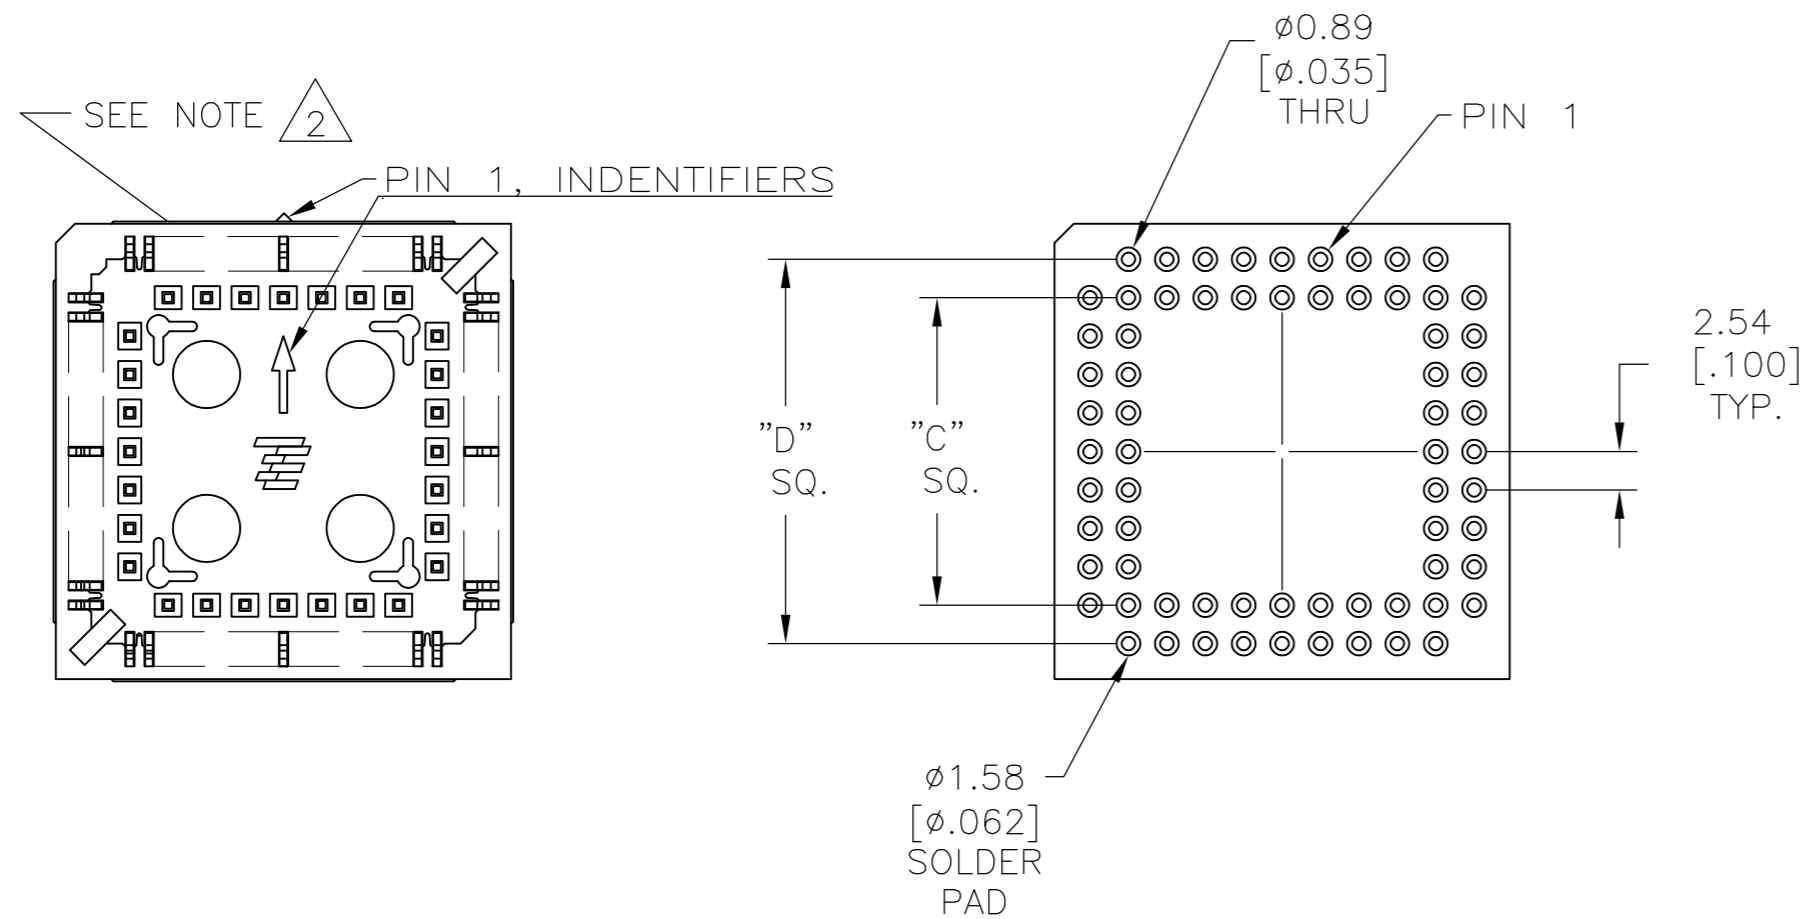 SEE NOTE 2
PIN 1, INDENTIFIERS
ø0.89
[ø.035]
THRU
PIN 1
2.54
[.100]
TYP.
"D"
SQ.
"C"
SQ.
ø1.58
[ø.062]
SOLDER
PAD